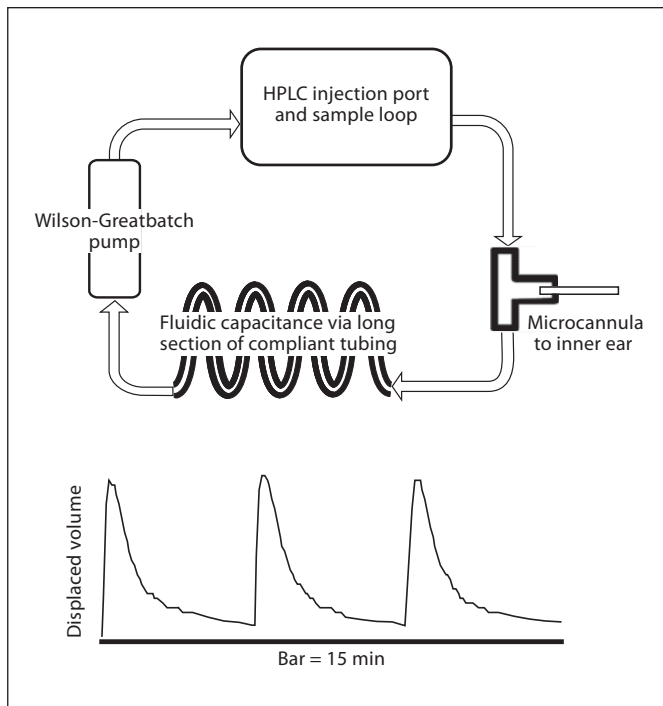 HPLC injection port
and sample loop
Wilson-Greatbatch
pump
Fluidic capacitance via long
section of compliant tubing
Microcannula
to inner ear
Displaced volume
Bar = 15 min